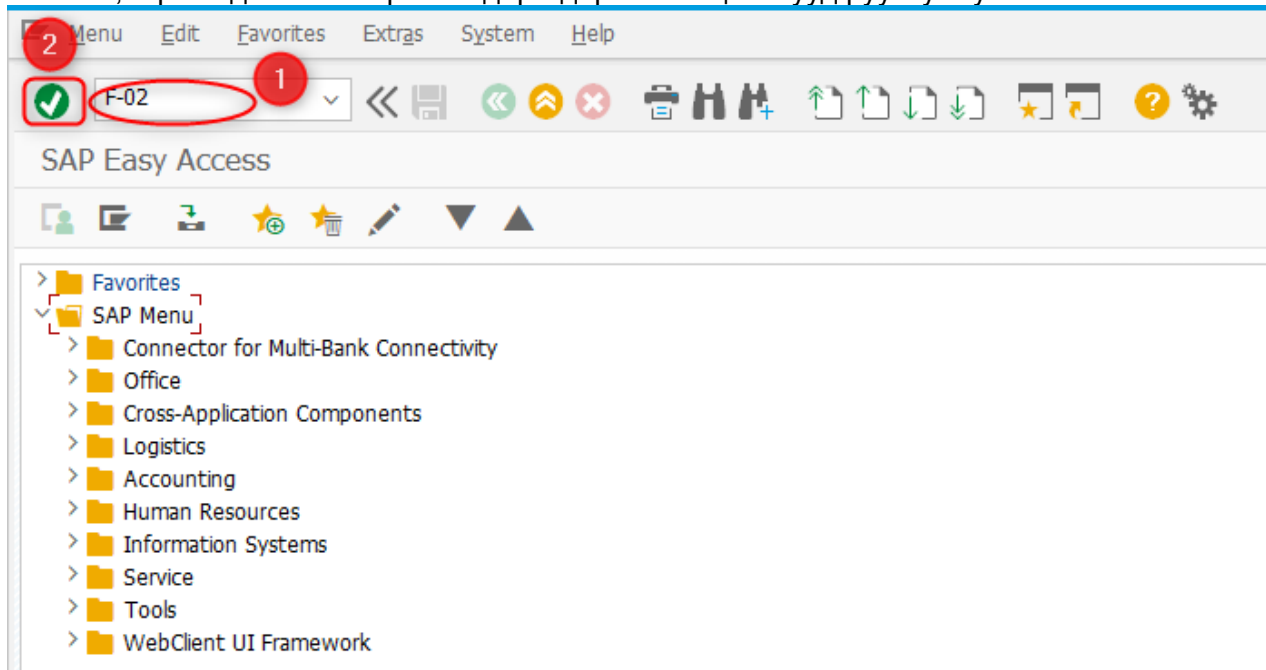 Menu Edit Favorites Extras System Help
2
F-02
1
SAP Easy Access
Favorites
SAP Menu
Connector for Multi-Bank Connectivity
Office
Cross-Application Components
Logistics
Accounting
Human Resources
Information Systems
Service
Tools
WebClient UI Framework